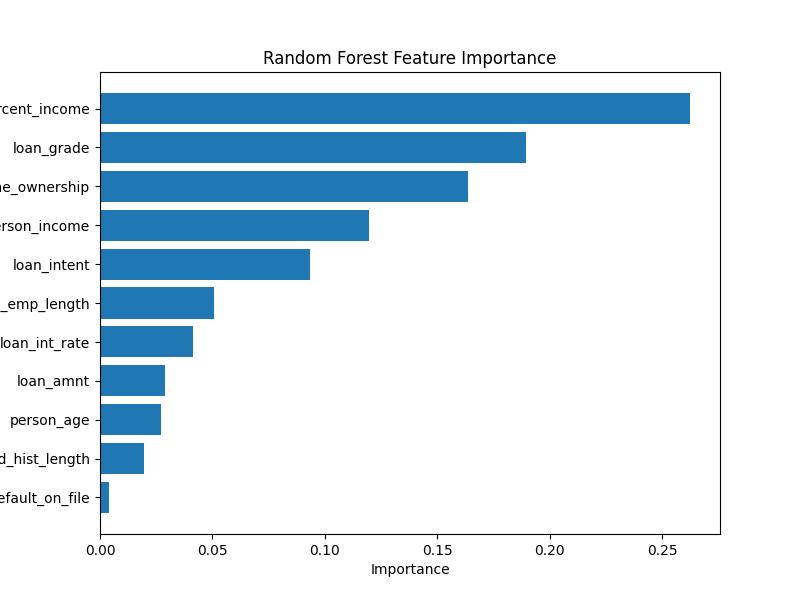 Random Forest Feature Importance
rcent_income
loan_grade
ne_ownership
erson_income
loan_intent
_emp_length
loan_int_rate
loan_amnt
person_age
d_hist_length
efault_on_file
0.00 0.05 0.10 0.15 0.20 0.25
Importance